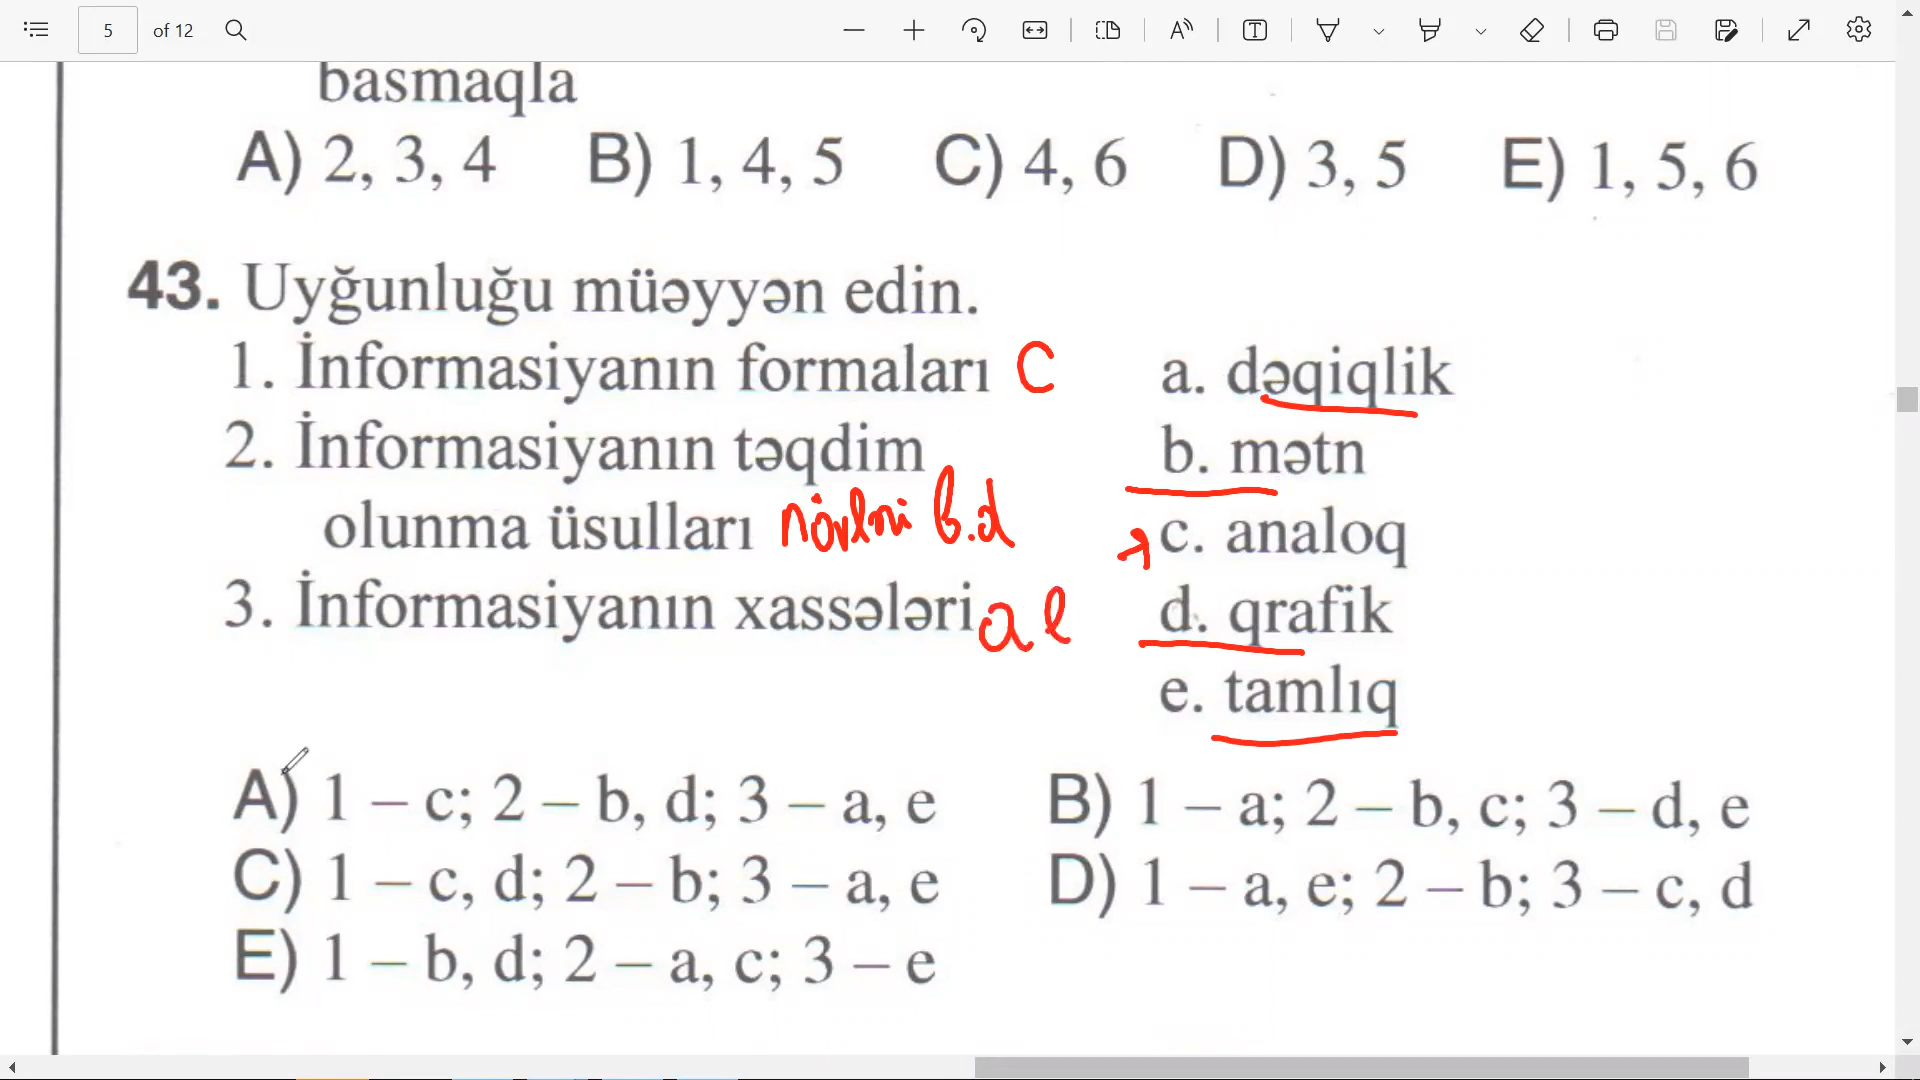 5 of 12
basmaqla
A) 2, 3, 4 B) 1, 4, 5 C) 4, 6 D) 3, 5 E) 1, 5, 6
43. Uyğunluğu müəyyən edin.
1. İnformasiyanın formaları C
2. İnformasiyanın təqdim
olunma üsulları b.d
3. İnformasiyanın xassələri a e
a. dəqiqlik
b. mətn
c. analoq
d. qrafik
e. tamlıq
A) 1 – c; 2 – b, d; 3 – a, e B) 1 – a; 2 – b, c; 3 – d, e
C) 1 – c, d; 2 – b; 3 – a, e D) 1 – a, e; 2 – b; 3 – c, d
E) 1 – b, d; 2 – a, c; 3 – e